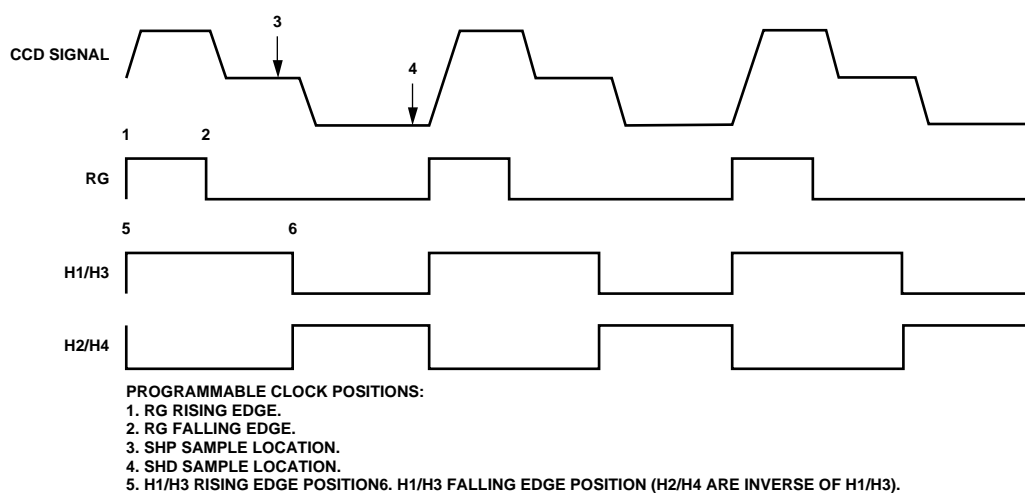 3
CCD SIGNAL
4
1 2
RG
5 6
H1/H3
H2/H4
PROGRAMMABLE CLOCK POSITIONS:
1. RG RISING EDGE.
2. RG FALLING EDGE.
3. SHP SAMPLE LOCATION.
4. SHD SAMPLE LOCATION.
5. H1/H3 RISING EDGE POSITION6. H1/H3 FALLING EDGE POSITION (H2/H4 ARE INVERSE OF H1/H3).